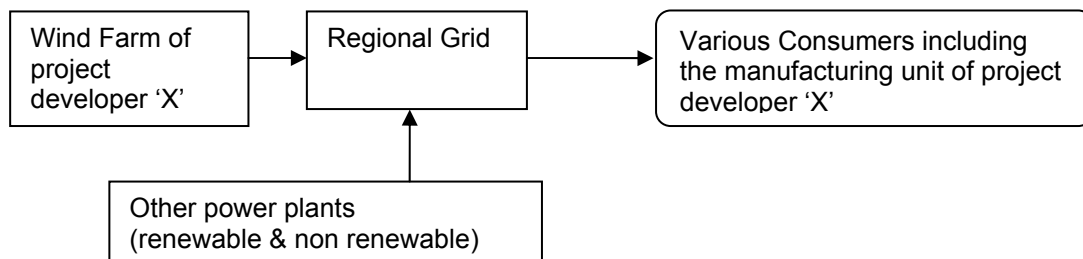 Wind Farm of
project
developer ‘X’
Regional Grid
Various Consumers including
the manufacturing unit of project
developer ‘X’
Other power plants
(renewable & non renewable)